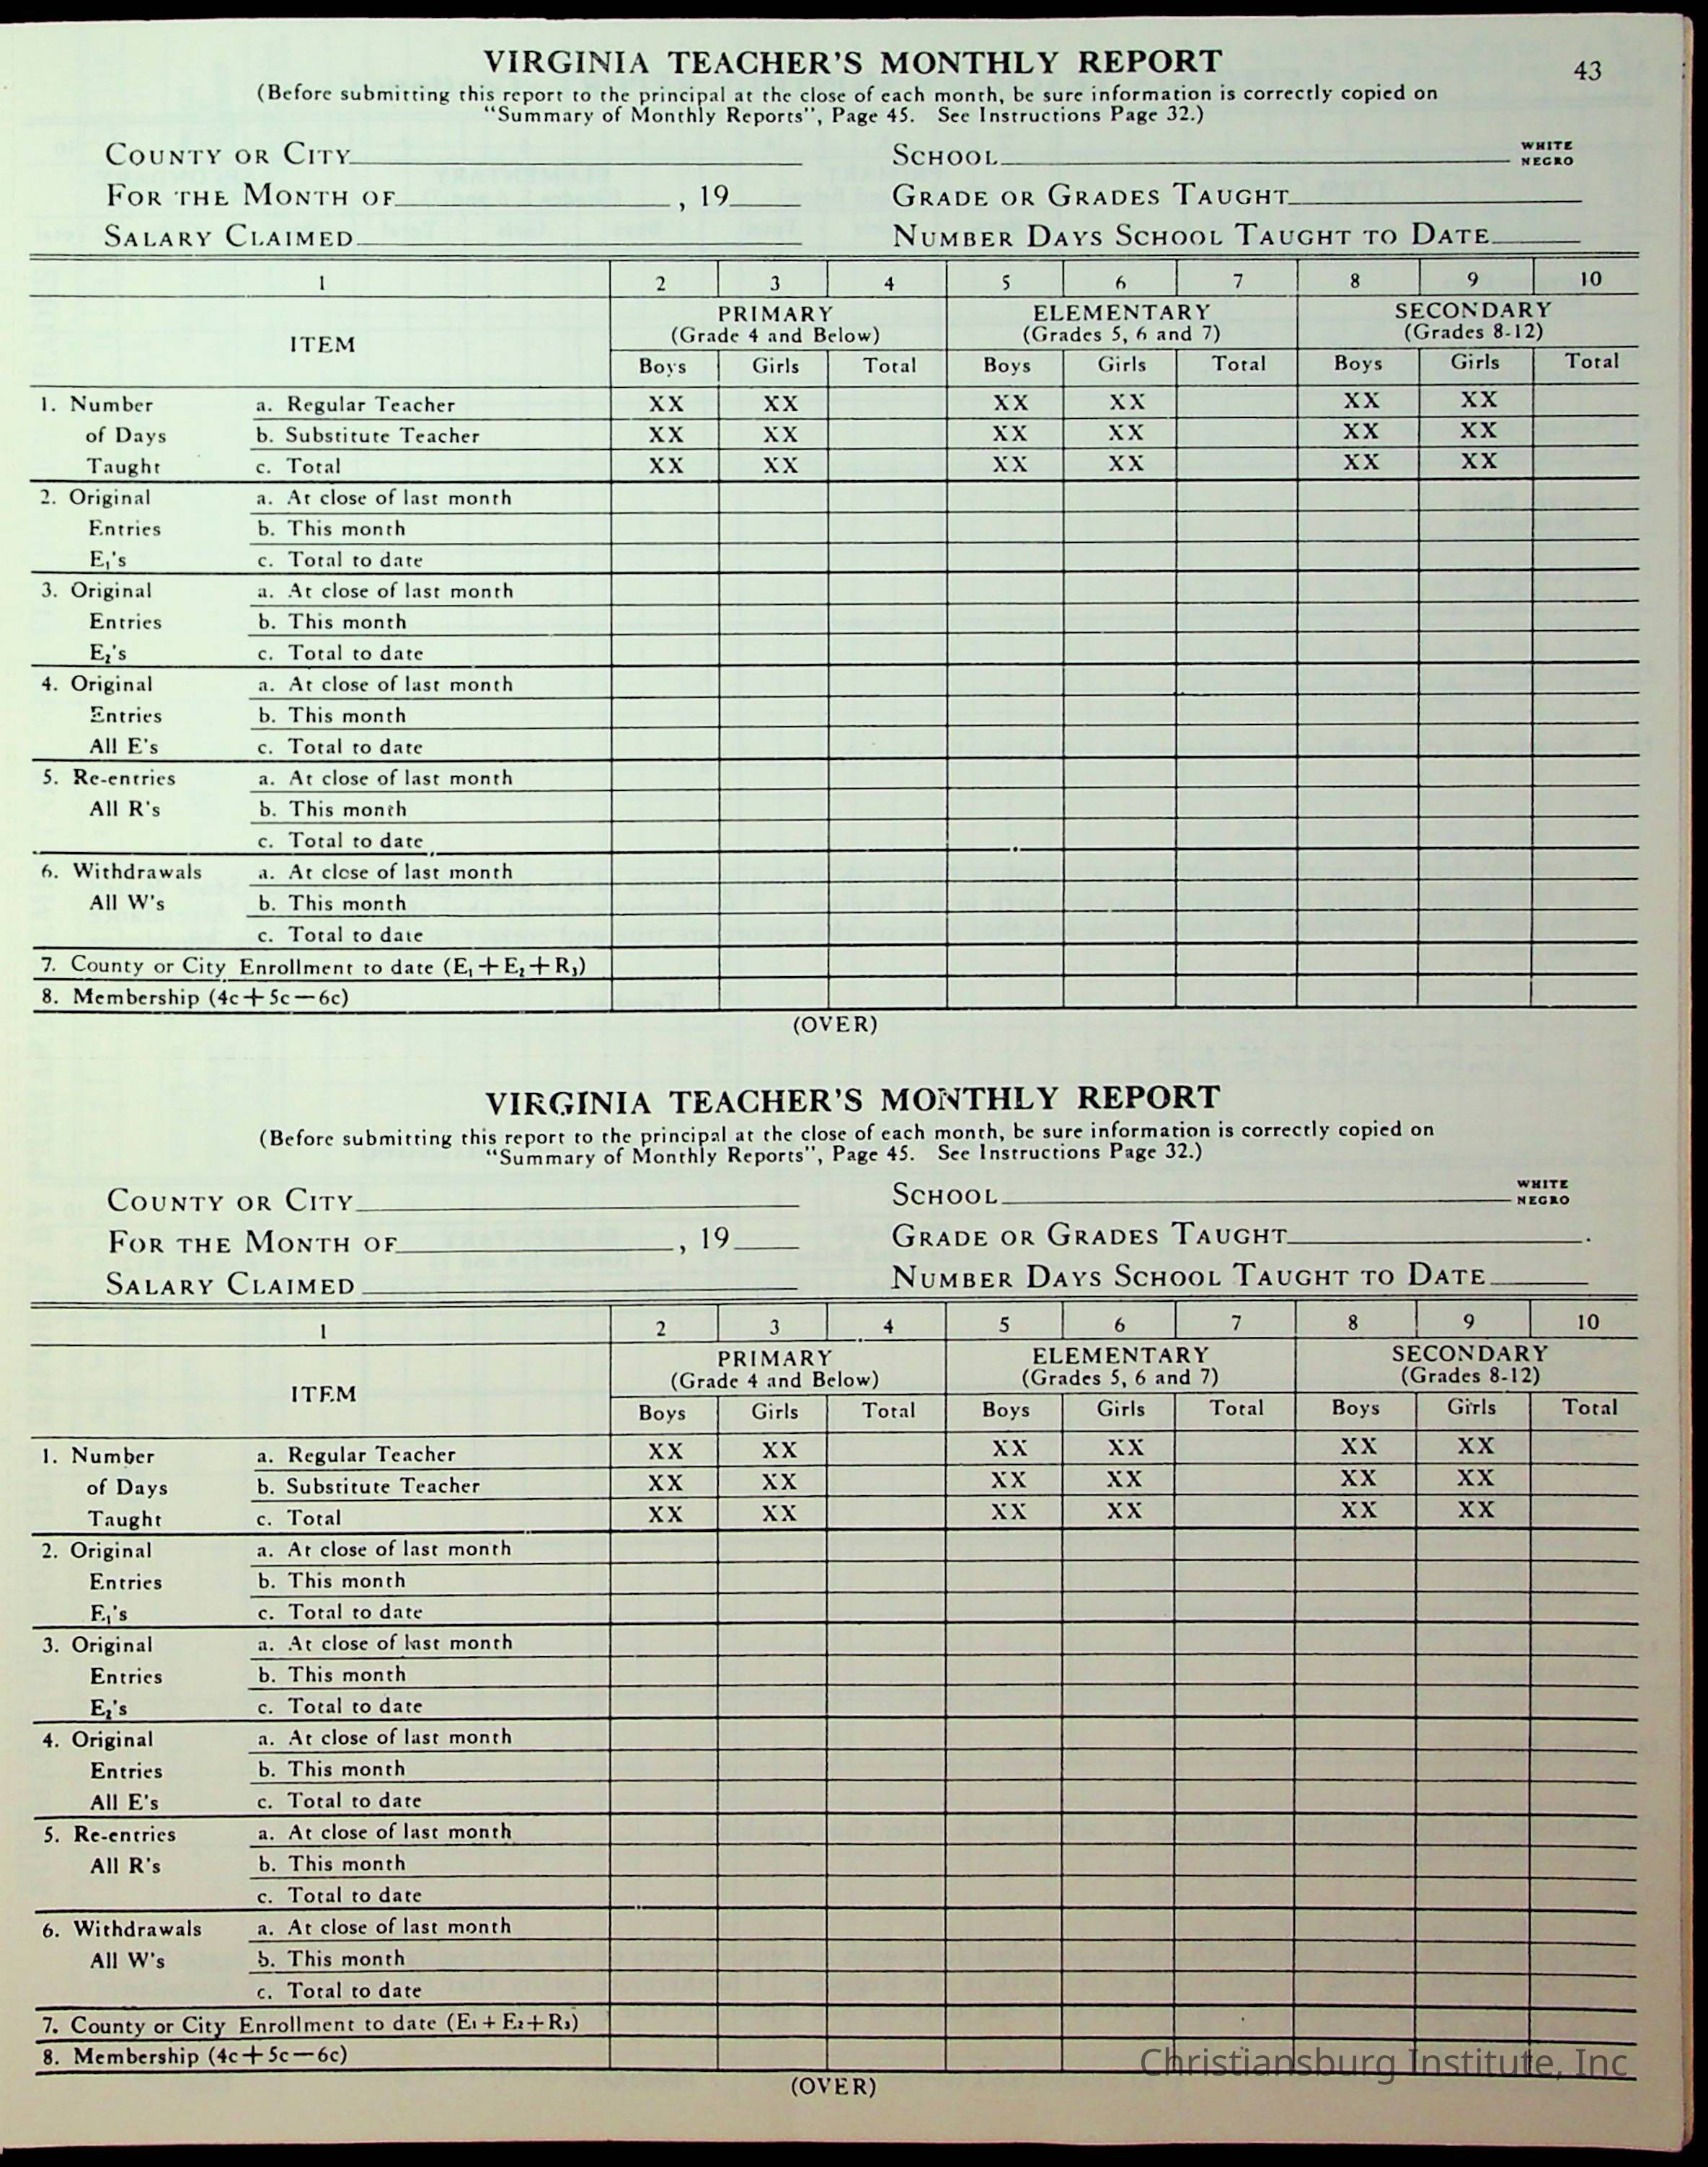 VIRGINIA TEACHER'S MONTHLY REPORT 43
(Before submitting this report to the principal at the close of each month, be sure information is correctly copied on
"Summary of Monthly Reports", Page 45. See Instructions Page 32.)
COUNTY OR CITY SCHOOL WHITE NEGRO
FOR THE MONTH OF , 19 GRADE OR GRADES TAUGHT
SALARY CLAIMED NUMBER DAYS SCHOOL TAUGHT TO DATE
1 2 3 4 5 6 7 8 9 10
ITEM PRIMARY ELEMENTARY SECONDARY
(Grade 4 and Below) (Grades 5, 6 and 7) (Grades 8-12)
Boys Girls Total Boys Girls Total Boys Girls Total
1. Number a. Regular Teacher XX XX XX XX XX XX
of Days b. Substitute Teacher XX XX XX XX XX XX
Taught c. Total XX XX XX XX XX XX
2. Original a. At close of last month
Entries b. This month
E₁'s c. Total to date
3. Original a. At close of last month
Entries b. This month
E₂'s c. Total to date
4. Original a. At close of last month
Entries b. This month
All E's c. Total to date
5. Re-entries a. At close of last month
All R's b. This month
c. Total to date
6. Withdrawals a. At close of last month
All W's b. This month
c. Total to date
7. County or City Enrollment to date (E₁+E₂+R₃)
8. Membership (4c+5c—6c)
(OVER)
VIRGINIA TEACHER'S MONTHLY REPORT
(Before submitting this report to the principal at the close of each month, be sure information is correctly copied on
"Summary of Monthly Reports", Page 45. See Instructions Page 32.)
COUNTY OR CITY SCHOOL WHITE NEGRO
FOR THE MONTH OF , 19 GRADE OR GRADES TAUGHT
SALARY CLAIMED NUMBER DAYS SCHOOL TAUGHT TO DATE
1 2 3 4 5 6 7 8 9 10
ITEM PRIMARY ELEMENTARY SECONDARY
(Grade 4 and Below) (Grades 5, 6 and 7) (Grades 8-12)
Boys Girls Total Boys Girls Total Boys Girls Total
1. Number a. Regular Teacher XX XX XX XX XX XX
of Days b. Substitute Teacher XX XX XX XX XX XX
Taught c. Total XX XX XX XX XX XX
2. Original a. At close of last month
Entries b. This month
E₁'s c. Total to date
3. Original a. At close of last month
Entries b. This month
E₂'s c. Total to date
4. Original a. At close of last month
Entries b. This month
All E's c. Total to date
5. Re-entries a. At close of last month
All R's b. This month
c. Total to date
6. Withdrawals a. At close of last month
All W's b. This month
c. Total to date
7. County or City Enrollment to date (E₁+E₂+R₃)
8. Membership (4c+5c—6c)
Christiansburg Institute, Inc
(OVER)